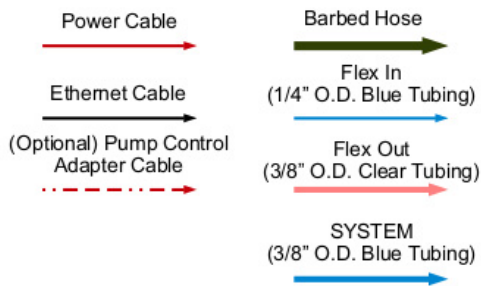 Power Cable
Ethernet Cable
(Optional) Pump Control
Adapter Cable
Barbed Hose
Flex In
(1/4” O.D. Blue Tubing)
Flex Out
(3/8” O.D. Clear Tubing)
SYSTEM
(3/8” O.D. Blue Tubing)